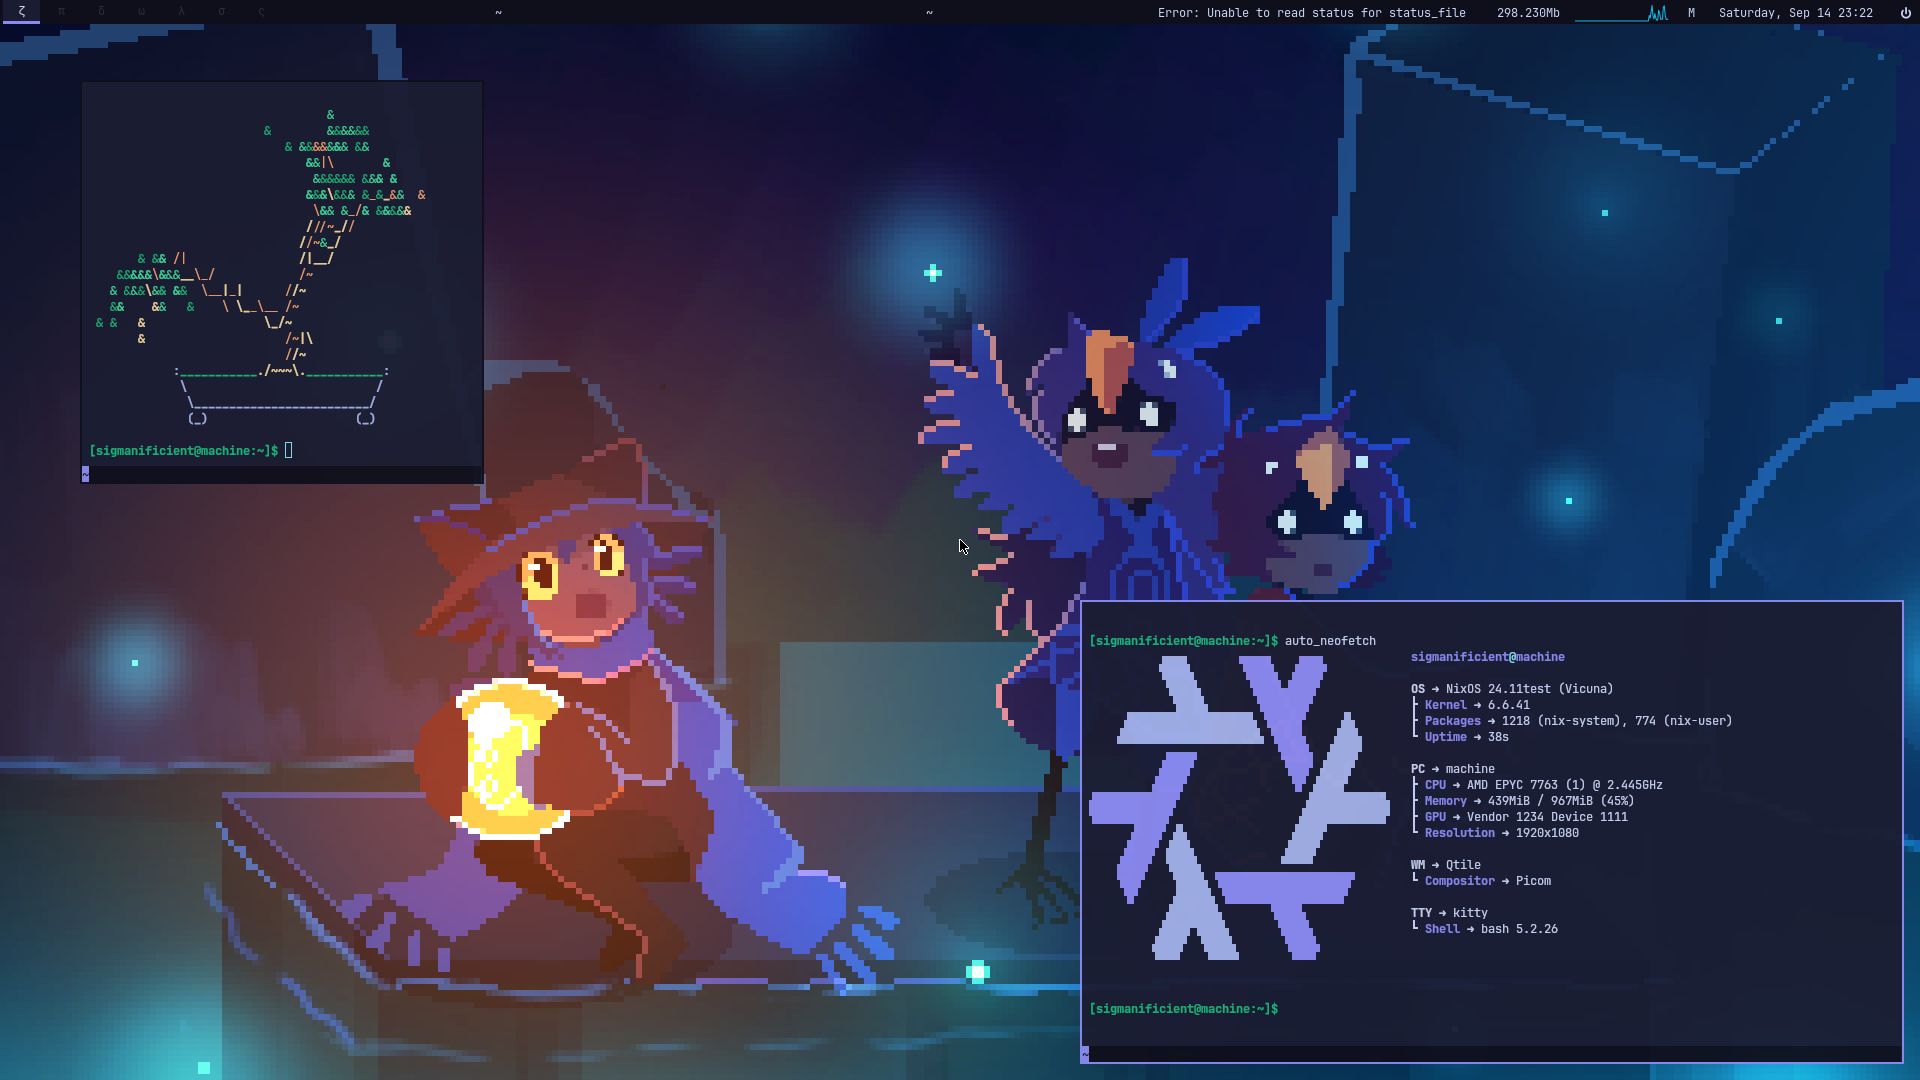 ζ π δ ω λ σ ς ~ ~ Error: Unable to read status for status_file 298.230Mb M Saturday, Sep 14 23:22
[sigmanificient@machine:~]$
~
[sigmanificient@machine:~]$ auto_neofetch
sigmanificient@machine
OS → NixOS 24.11test (Vicuna)
Kernel → 6.6.41
Packages → 1218 (nix-system), 774 (nix-user)
Uptime → 38s
PC → machine
CPU → AMD EPYC 7763 (1) @ 2.445GHz
Memory → 439MiB / 967MiB (45%)
GPU → Vendor 1234 Device 1111
Resolution → 1920x1080
WM → Qtile
Compositor → Picom
TTY → kitty
Shell → bash 5.2.26
[sigmanificient@machine:~]$
~